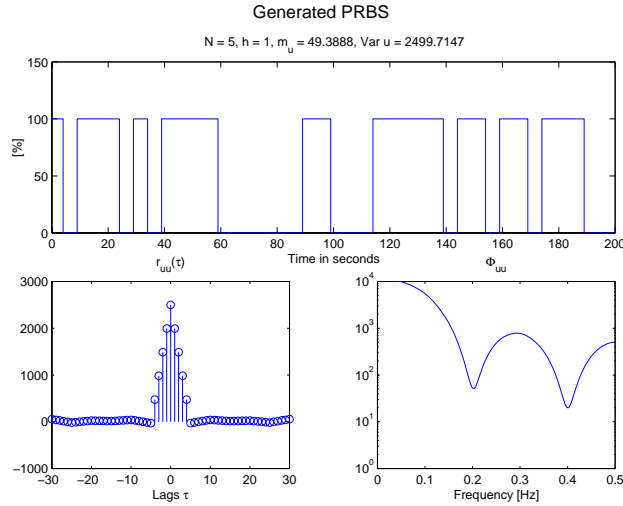 Generated PRBS
N = 5, h = 1, m_u = 49.3888, Var u = 2499.7147
150
100
50
0
[%]
0 20 40 60 80 100 120 140 160 180 200
Time in seconds
r_uu(τ)
3000
2000
1000
0
−1000
−30 −20 −10 0 10 20 30
Lags τ
Φ_uu
10^4
10^3
10^2
10^1
10^0
0 0.1 0.2 0.3 0.4 0.5
Frequency [Hz]